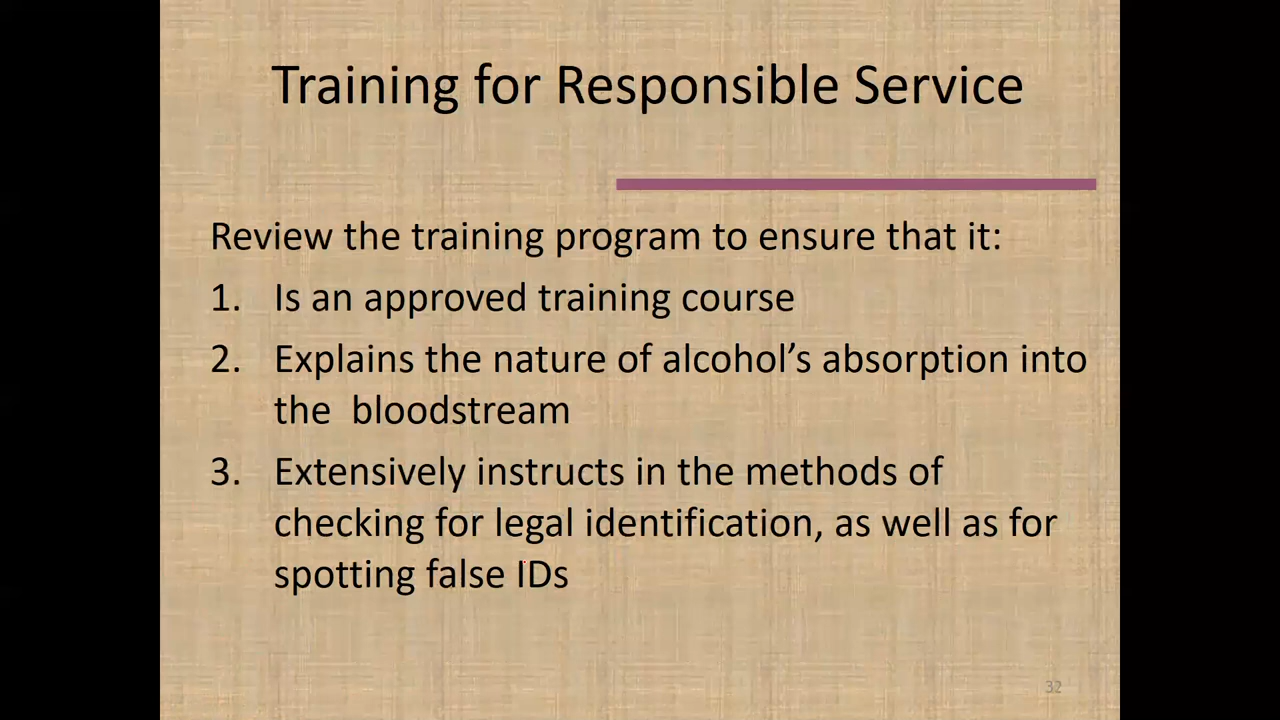 Training for Responsible Service
Review the training program to ensure that it:
1. Is an approved training course
2. Explains the nature of alcohol’s absorption into
the bloodstream
3. Extensively instructs in the methods of
checking for legal identification, as well as for
spotting false IDs
32